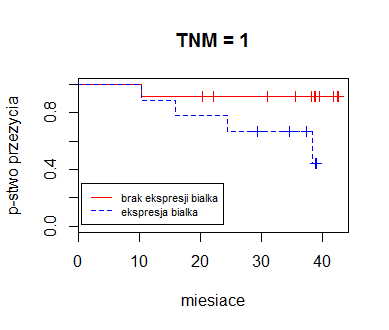 TNM = 1
p-stwo przezycia
0.8
0.4
0.0
brak ekspresji bialka
ekspresja bialka
0 10 20 30 40
miesiace